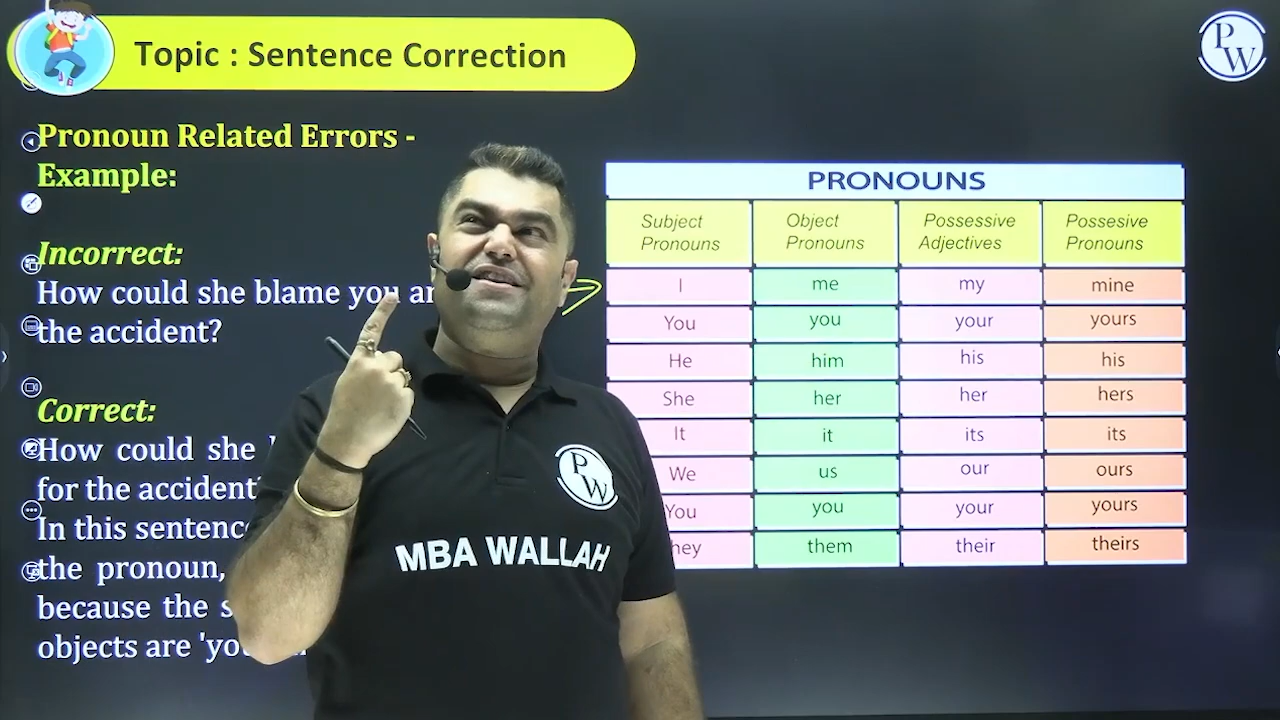 Topic : Sentence Correction
PW
Pronoun Related Errors -
Example:
Incorrect:
How could she blame you
the accident?
Correct:
How could she
for the accident
In this
the pronoun,
because the
objects are
PRONOUNS
Subject Pronouns Object Pronouns Possessive Adjectives Possesive Pronouns
I me my mine
You you your yours
He him his his
She her her hers
It it its its
We us our ours
You you your yours
hey them their theirs
PW
MBA WALLAH